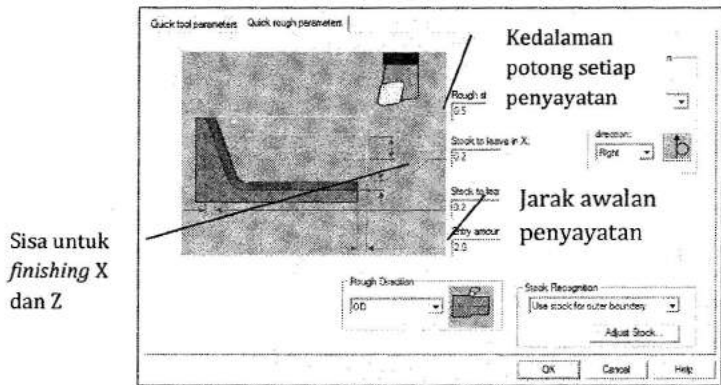 Quick tool parameters Quick rough parameters
Kedalaman
potong setiap
penyayatan
Rough st
0.5
Stock to leave in X:
0.2
direction:
Right
Stock to lea
0.2
Jarak awalan
penyayatan
Entry amour
2.0
Sisa untuk
finishing X
dan Z
Rough Direction
OD
Stock Recognition
Use stock for outer boundary
Adjust Stock...
OK Cancel Help